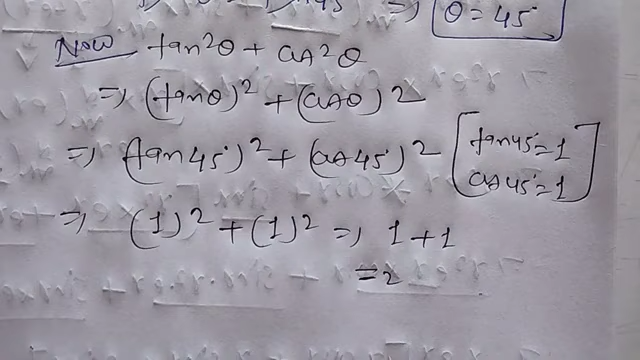 ⇒ θ = 45°
Now, tan²θ + cot²θ
⇒ (tanθ)² + (cotθ)²
⇒ (tan45°)² + (cot45°)² [tan45°=1
cot45°=1]
⇒ (1)² + (1)² ⇒ 1+1
=2